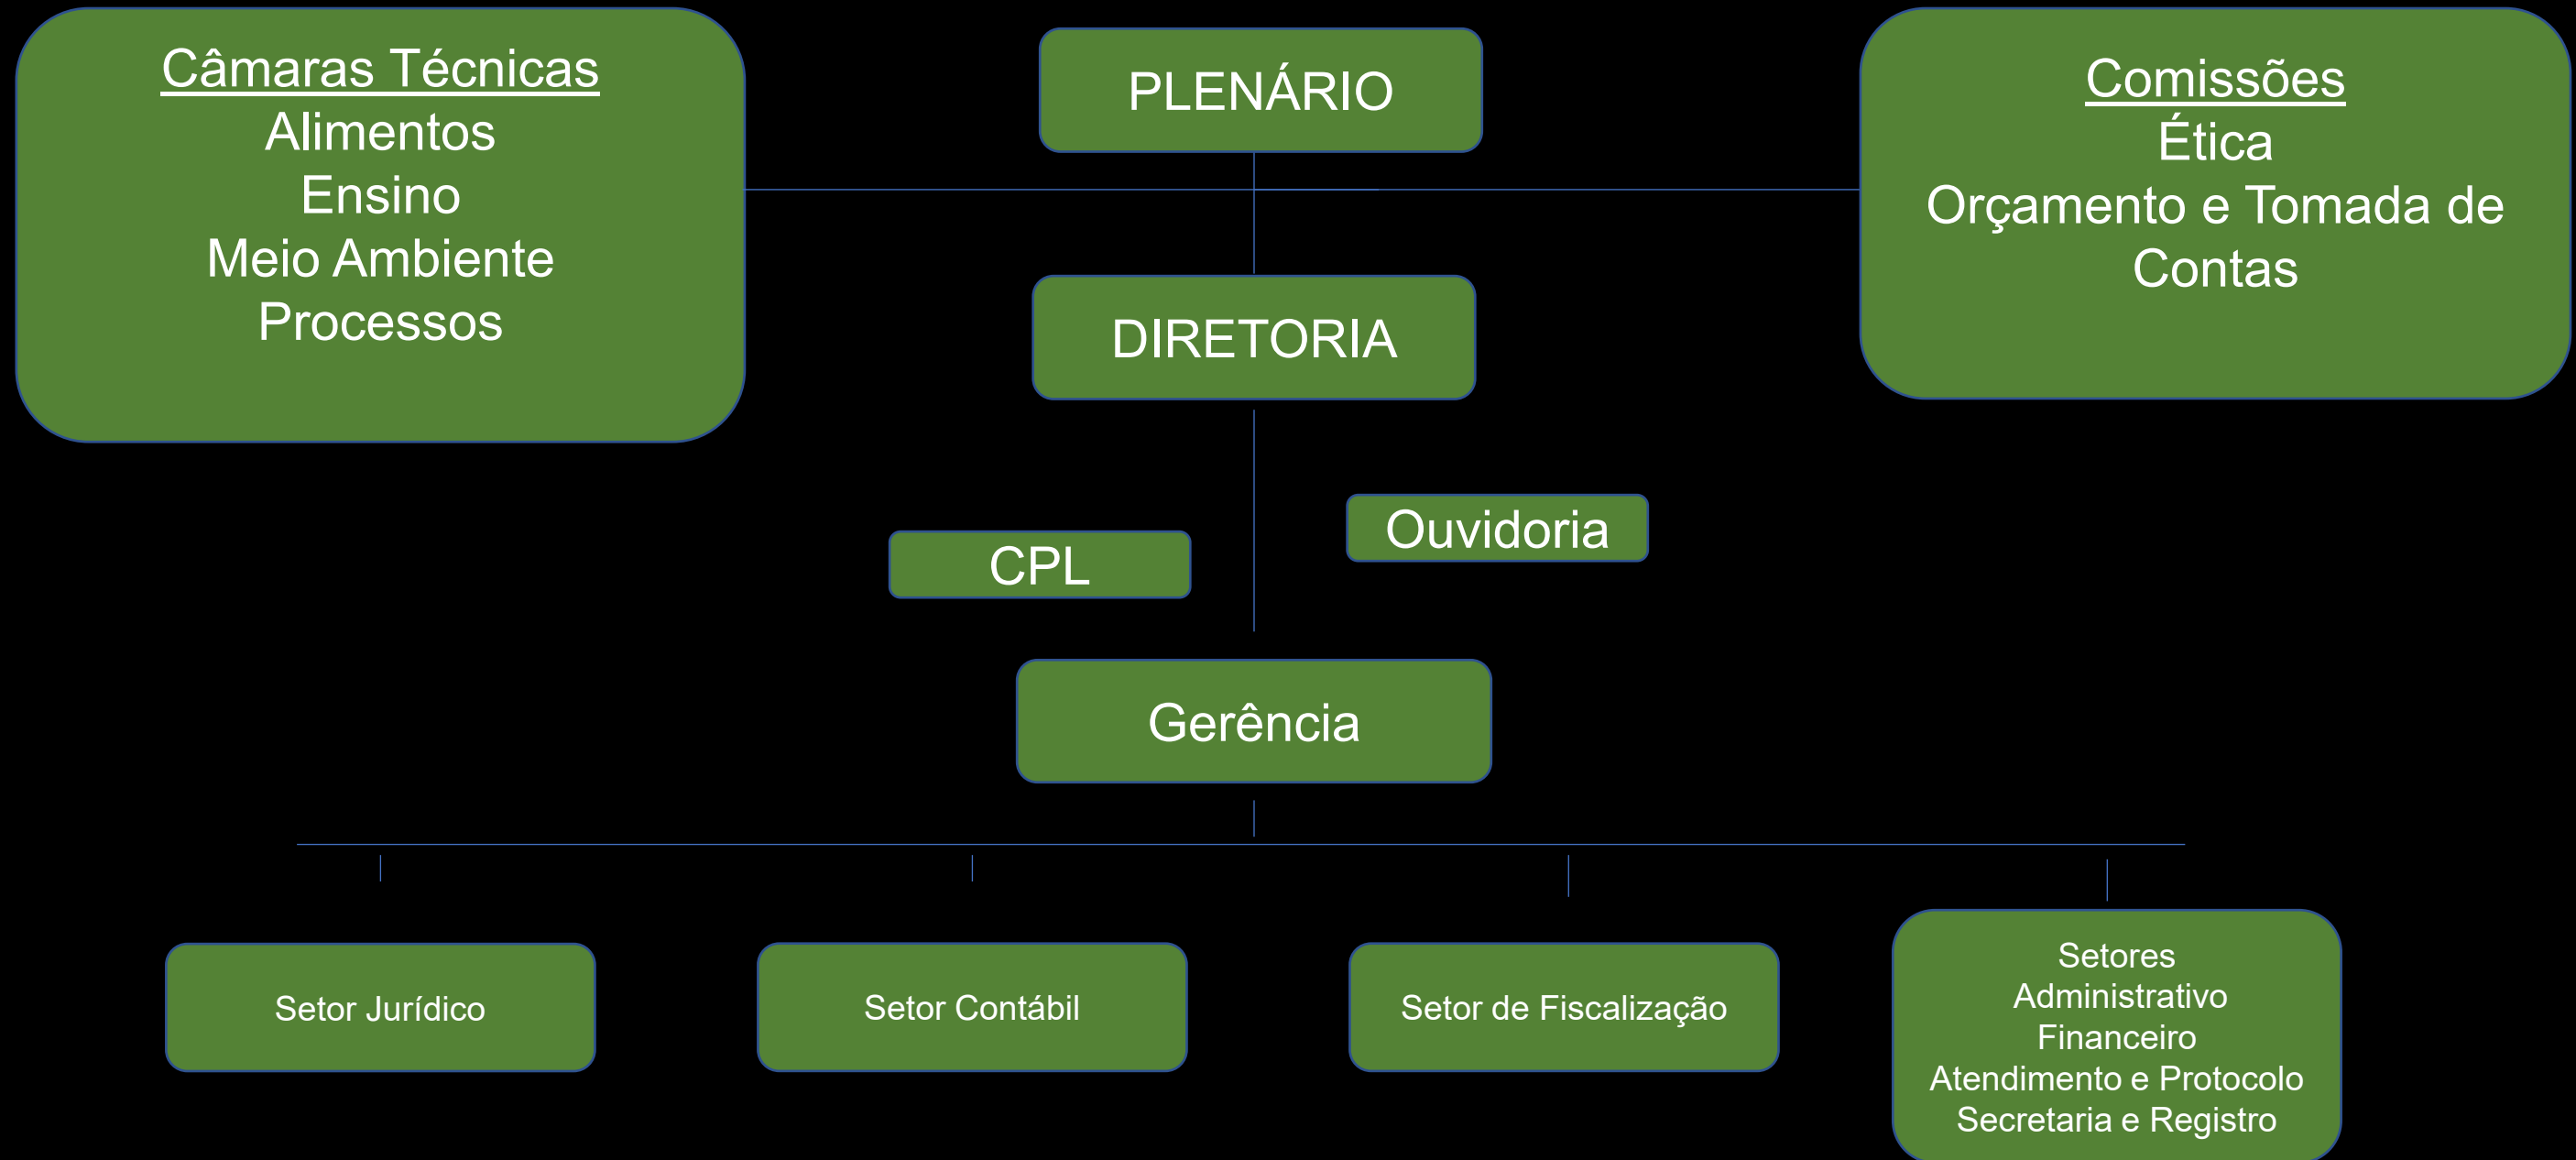 Câmaras Técnicas
Alimentos
Ensino
Meio Ambiente
Processos
PLENÁRIO
Comissões
Ética
Orçamento e Tomada de
Contas
DIRETORIA
CPL
Ouvidoria
Gerência
Setor Jurídico
Setor Contábil
Setor de Fiscalização
Setores
Administrativo
Financeiro
Atendimento e Protocolo
Secretaria e Registro